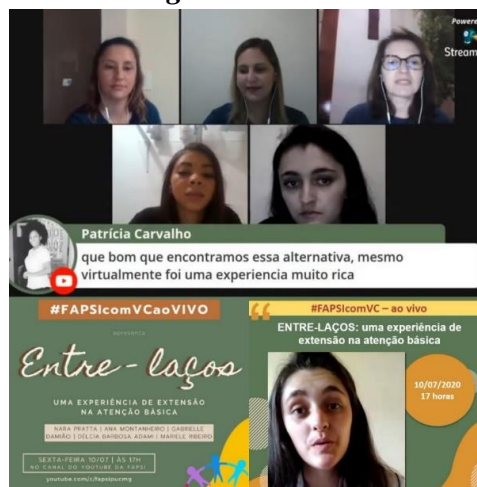 Powere
Stream
Patrícia Carvalho
que bom que encontramos essa alternativa, mesmo
virtualmente foi uma experiencia muito rica
#FAPSIcomVCaoVIVO
apresenta
Entre-laços
UMA EXPERIÊNCIA DE EXTENSÃO
NA ATENÇÃO BÁSICA
NARA PRATTA | ANA MONTANHEIRO | GABRIELLE
DAMIÃO | DÉLCIA BARBOSA ADAMI | MARIELE RIBEIRO
SEXTA-FEIRA 10/07 | ÀS 17H
NO CANAL DO YOUTUBE DA FAPSI
youtube.com/c/fapsipucmg
#FAPSIcomVC – ao vivo
ENTRE-LAÇOS: uma experiência de
extensão na atenção básica
10/07/2020
17 horas